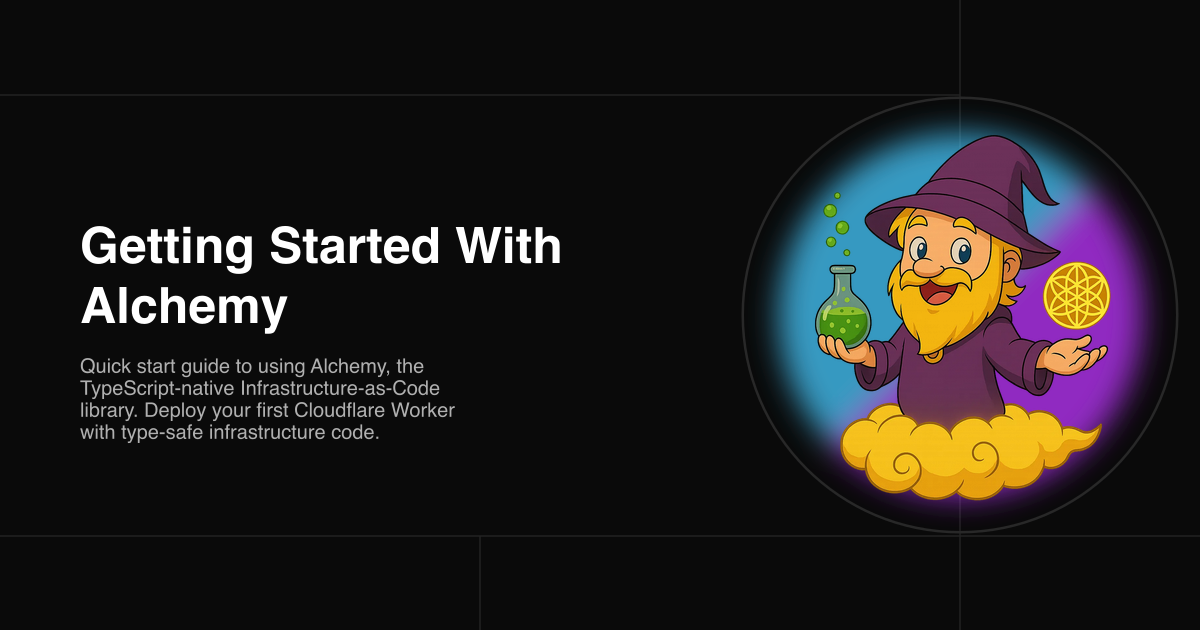 Getting Started With
Alchemy
Quick start guide to using Alchemy, the
TypeScript-native Infrastructure-as-Code
library. Deploy your first Cloudflare Worker
with type-safe infrastructure code.